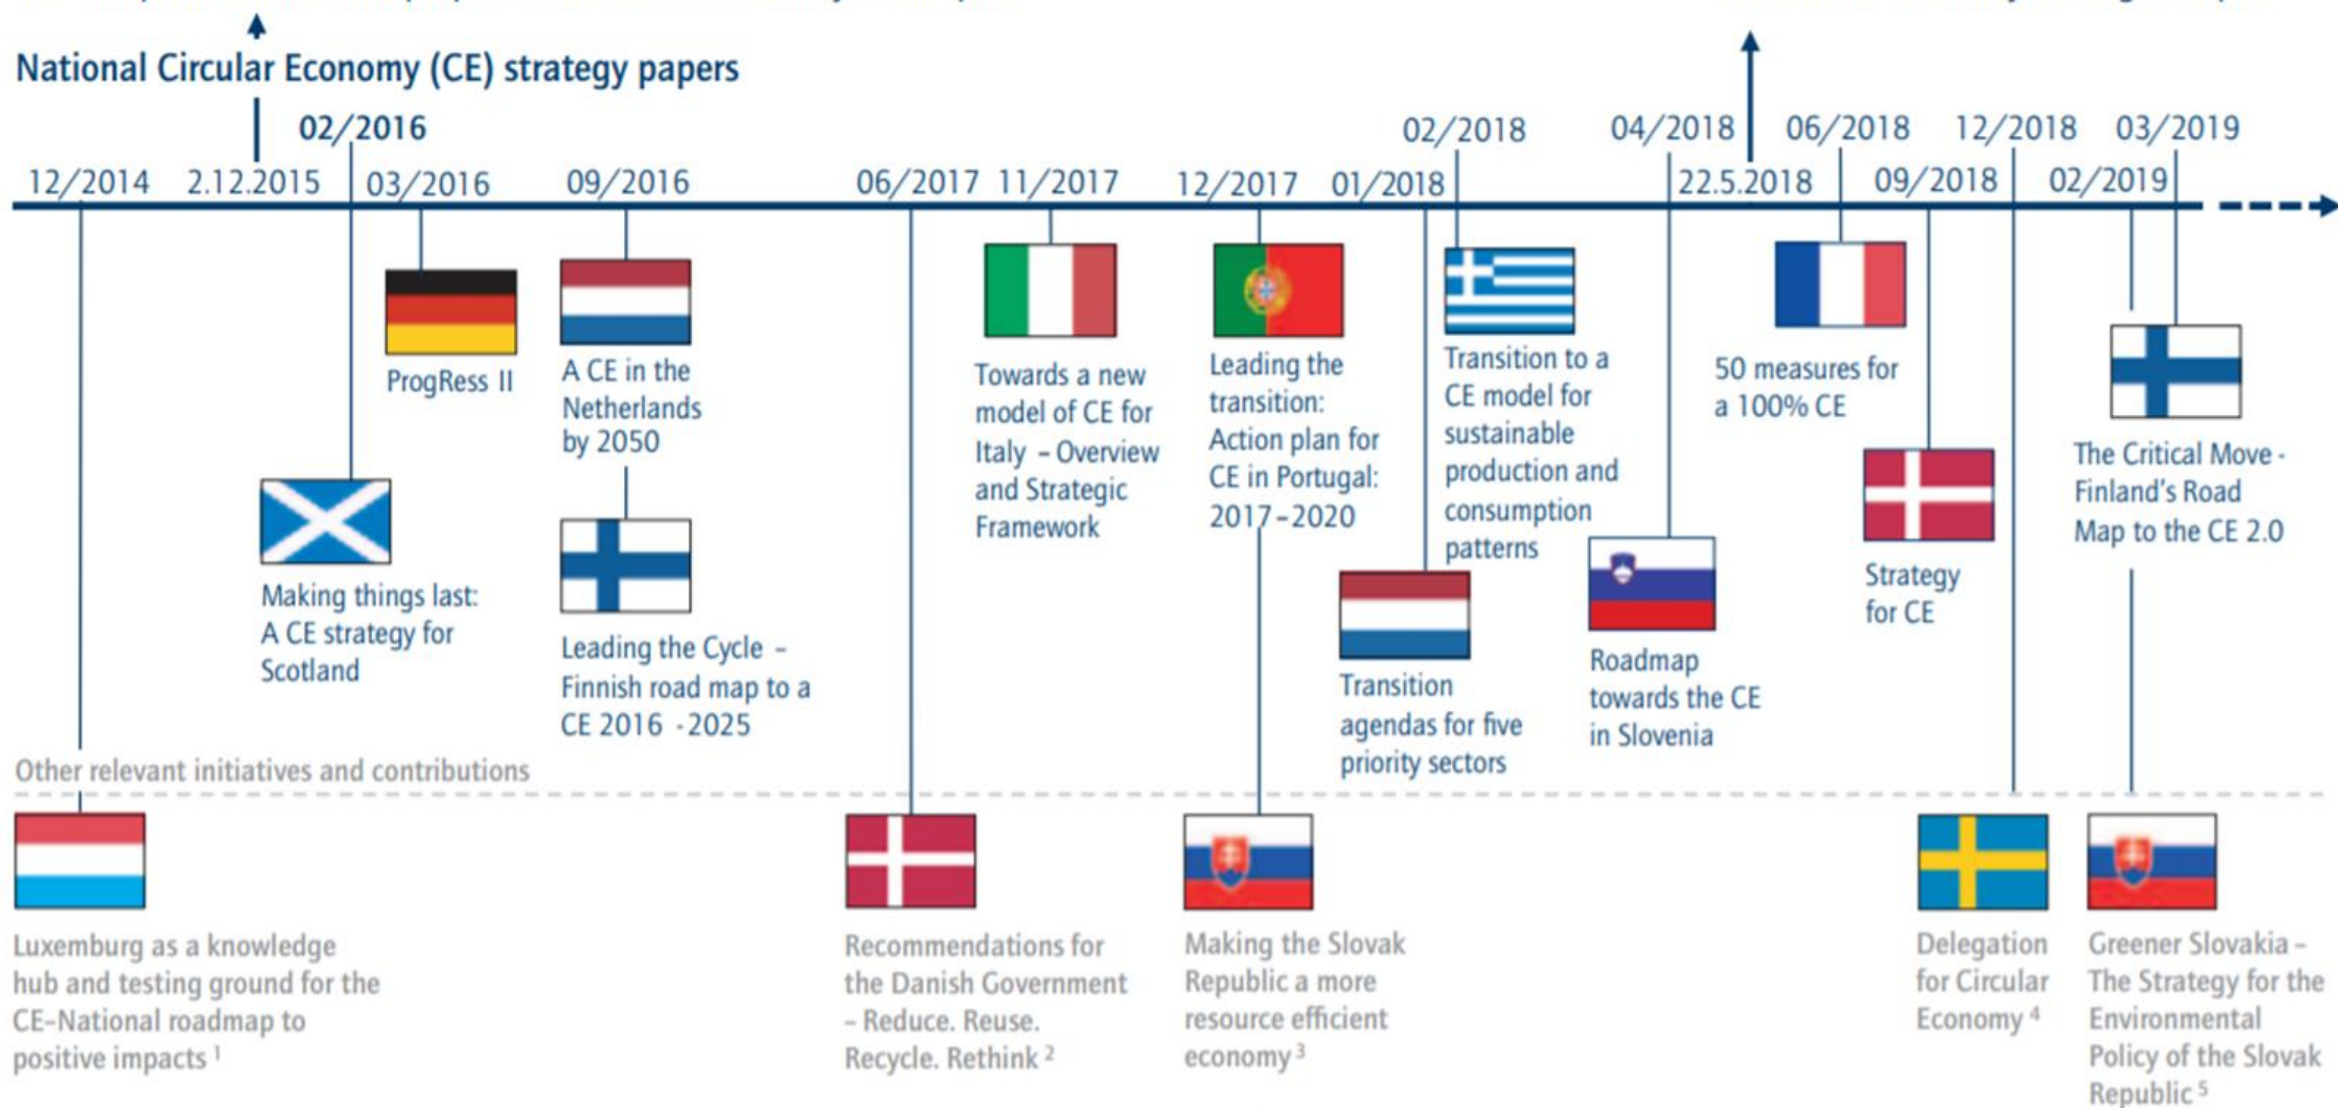 National Circular Economy (CE) strategy papers
02/2016
02/2018
04/2018
06/2018
12/2018
03/2019
12/2014
2.12.2015
03/2016
09/2016
06/2017
11/2017
12/2017
01/2018
22.5.2018
09/2018
02/2019
ProgRess II
A CE in the
Netherlands
by 2050
Towards a new
model of CE for
Italy – Overview
and Strategic
Framework
Leading the
transition:
Action plan for
CE in Portugal:
2017–2020
Transition to a
CE model for
sustainable
production and
consumption
patterns
50 measures for
a 100% CE
The Critical Move -
Finland's Road
Map to the CE 2.0
Making things last:
A CE strategy for
Scotland
Leading the Cycle –
Finnish road map to a
CE 2016 -2025
Transition
agendas for five
priority sectors
Roadmap
towards the CE
in Slovenia
Strategy
for CE
Other relevant initiatives and contributions
Luxemburg as a knowledge
hub and testing ground for the
CE–National roadmap to
positive impacts 1
Recommendations for
the Danish Government
– Reduce. Reuse.
Recycle. Rethink 2
Making the Slovak
Republic a more
resource efficient
economy 3
Delegation
for Circular
Economy 4
Greener Slovakia –
The Strategy for the
Environmental
Policy of the Slovak
Republic 5